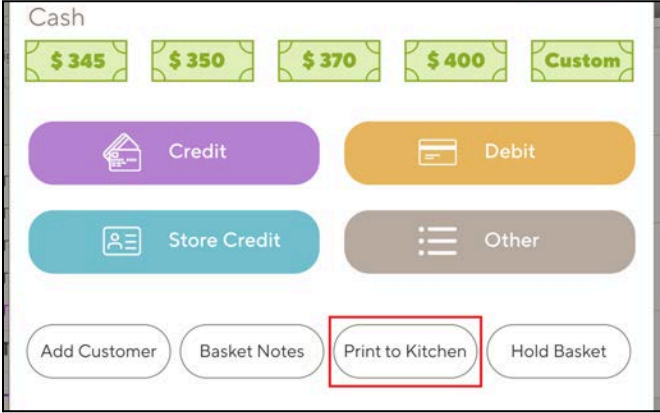 Cash
$ 345 $ 350 $ 370 $ 400 Custom
Credit Debit
Store Credit Other
Add Customer Basket Notes Print to Kitchen Hold Basket